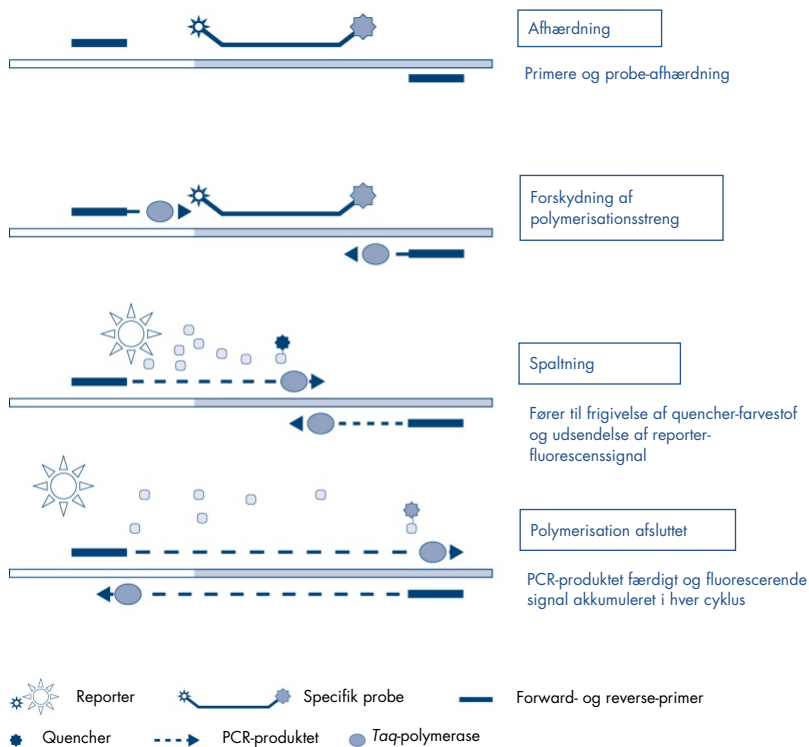 Afhærdning
Primere og probe-afhærdning
Forskydning af
polymerisationsstreng
Spaltning
Fører til frigivelse af quencher-farvestof
og udsendelse af reporter-
fluorescenssignal
Polymerisation afsluttet
PCR-produktet færdigt og fluorescerende
signal akkumuleret i hver cyklus
Reporter Specifik probe Forward- og reverse-primer
Quencher PCR-produktet Taq-polymerase